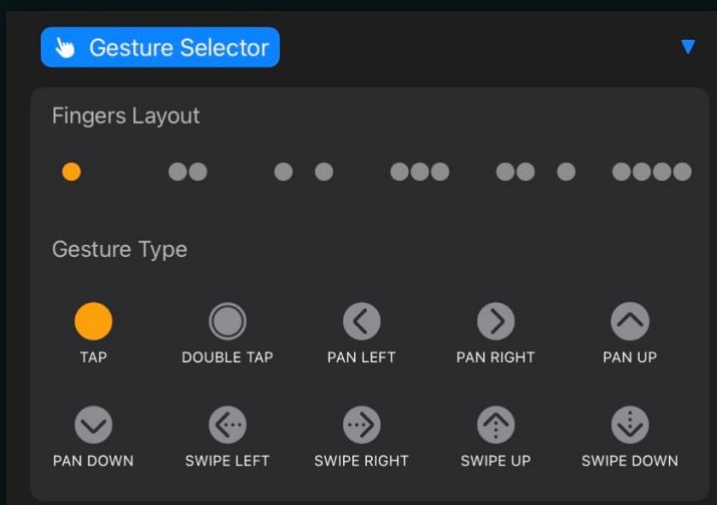 Gesture Selector
Fingers Layout
Gesture Type
TAP DOUBLE TAP PAN LEFT PAN RIGHT PAN UP
PAN DOWN SWIPE LEFT SWIPE RIGHT SWIPE UP SWIPE DOWN